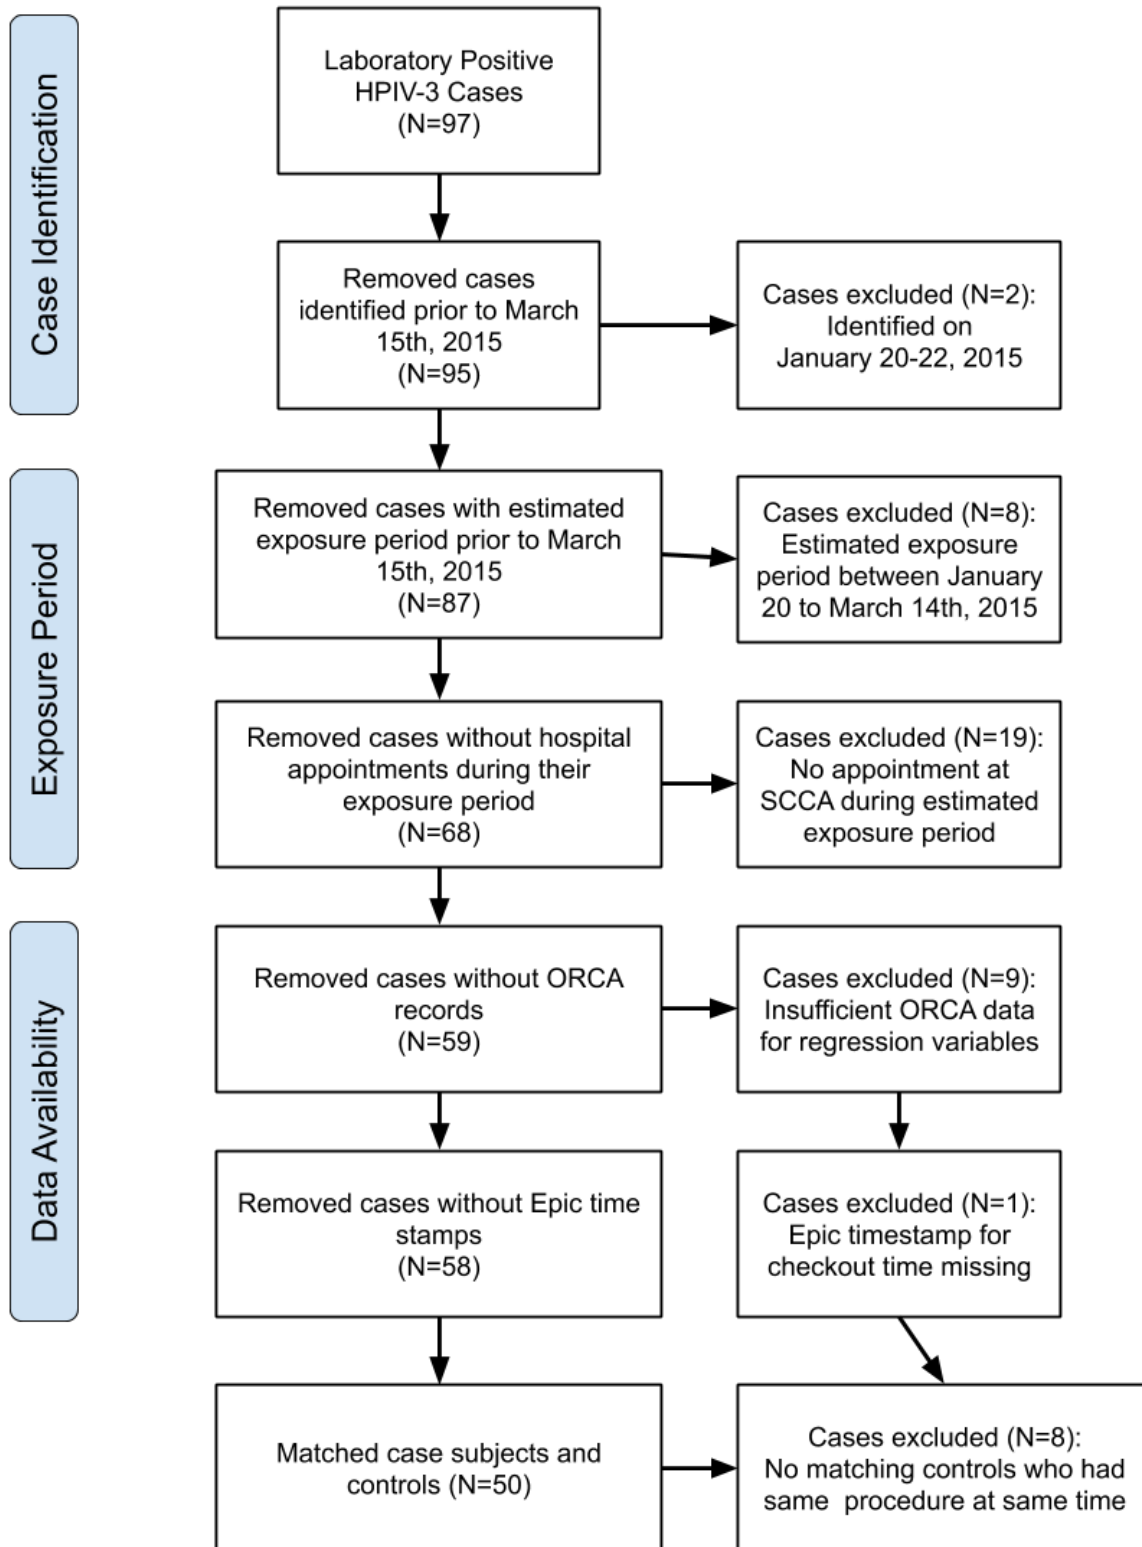 Case Identification
Laboratory Positive
HPIV-3 Cases
(N=97)
Removed cases
identified prior to March
15th, 2015
(N=95)
Cases excluded (N=2):
Identified on
January 20-22, 2015
Exposure Period
Removed cases with estimated
exposure period prior to March
15th, 2015
(N=87)
Cases excluded (N=8):
Estimated exposure
period between January
20 to March 14th, 2015
Removed cases without hospital
appointments during their
exposure period
(N=68)
Cases excluded (N=19):
No appointment at
SCCA during estimated
exposure period
Data Availability
Removed cases without ORCA
records
(N=59)
Cases excluded (N=9):
Insufficient ORCA data
for regression variables
Removed cases without Epic time
stamps
(N=58)
Cases excluded (N=1):
Epic timestamp for
checkout time missing
Matched case subjects and
controls (N=50)
Cases excluded (N=8):
No matching controls who had
same  procedure at same time